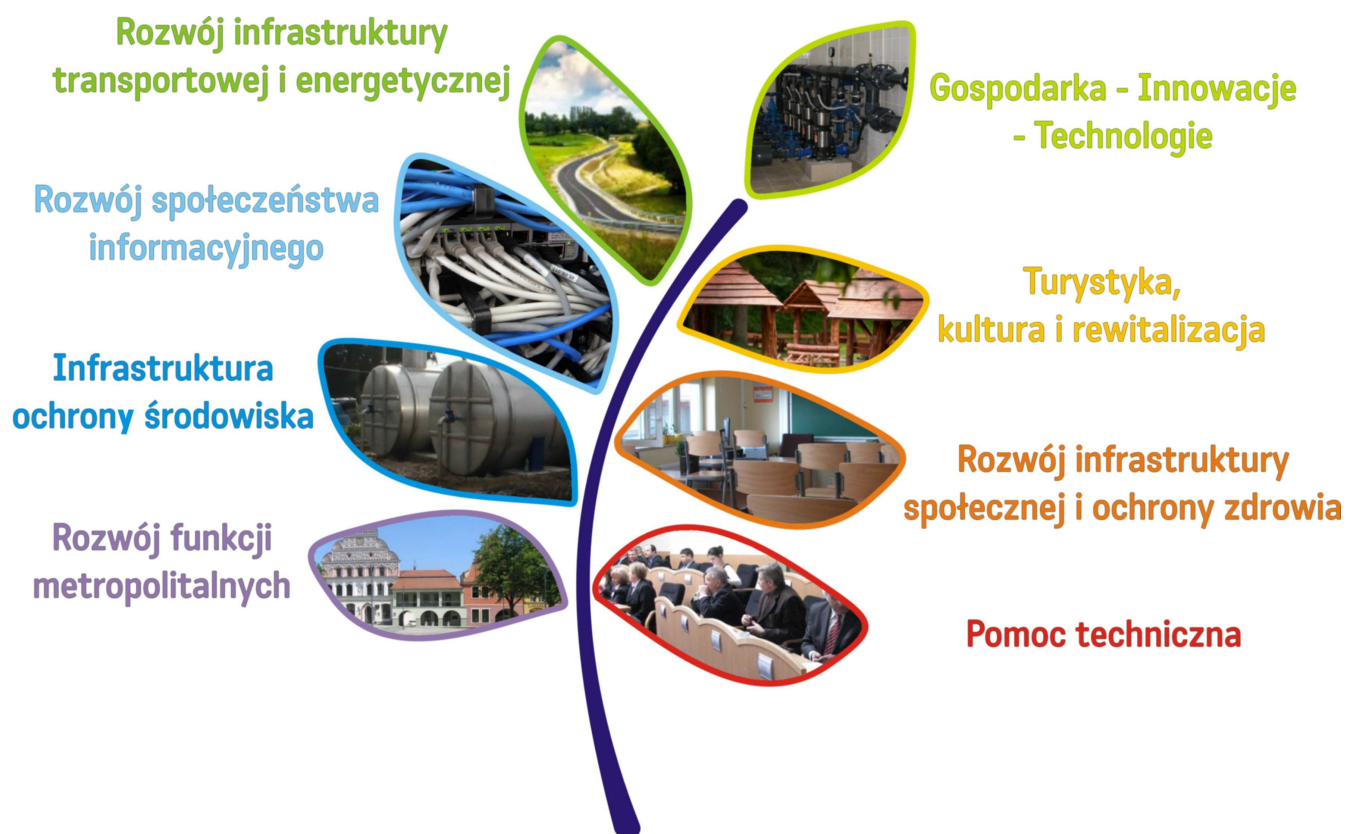 Rozwój infrastruktury
transportowej i energetycznej
Rozwój społeczeństwa
informacyjnego
Infrastruktura
ochrony środowiska
Rozwój funkcji
metropolitalnych
Gospodarka - Innowacje
- Technologie
Turystyka,
kultura i rewitalizacja
Rozwój infrastruktury
społecznej i ochrony zdrowia
Pomoc techniczna